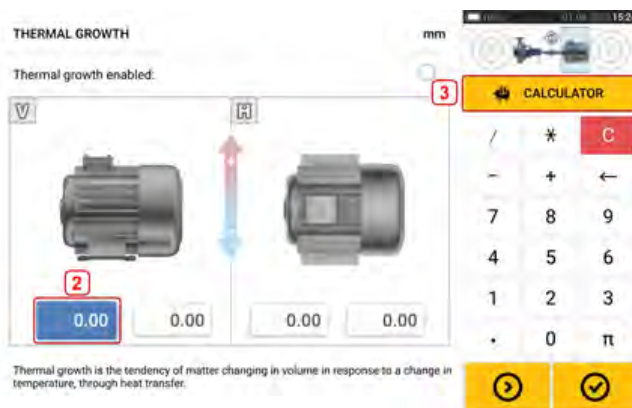 15:2
THERMAL GROWTH
mm
Thermal growth enabled:
3
CALCULATOR
V
H
/ * C
- + ←
7 8 9
4 5 6
1 2 3
. 0 π
2
0.00 0.00 0.00 0.00
Thermal growth is the tendency of matter changing in volume in response to a change in
temperature, through heat transfer.